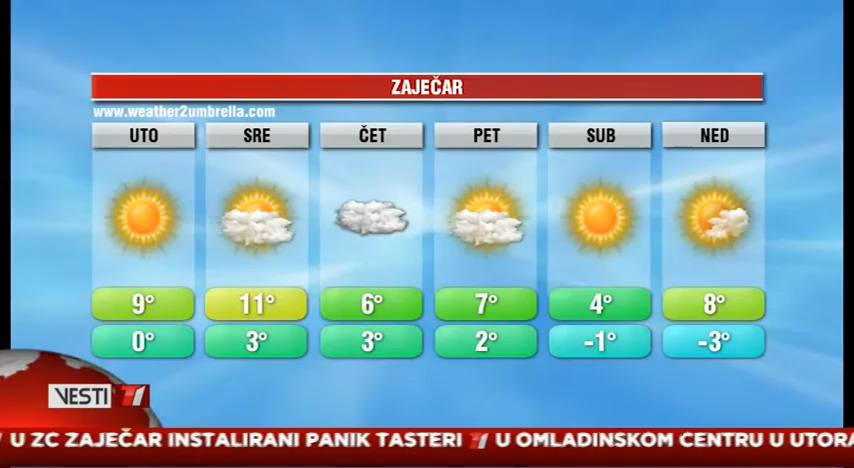 ZAJEČAR
www.weather2umbrella.com
UTO SRE ČET PET SUB NED
9° 11° 6° 7° 4° 8°
0° 3° 3° 2° -1° -3°
VESTI
U ZC ZAJEČAR INSTALIRANI PANIK TASTERI U OMLADINSKOM CENTRU U UTORA